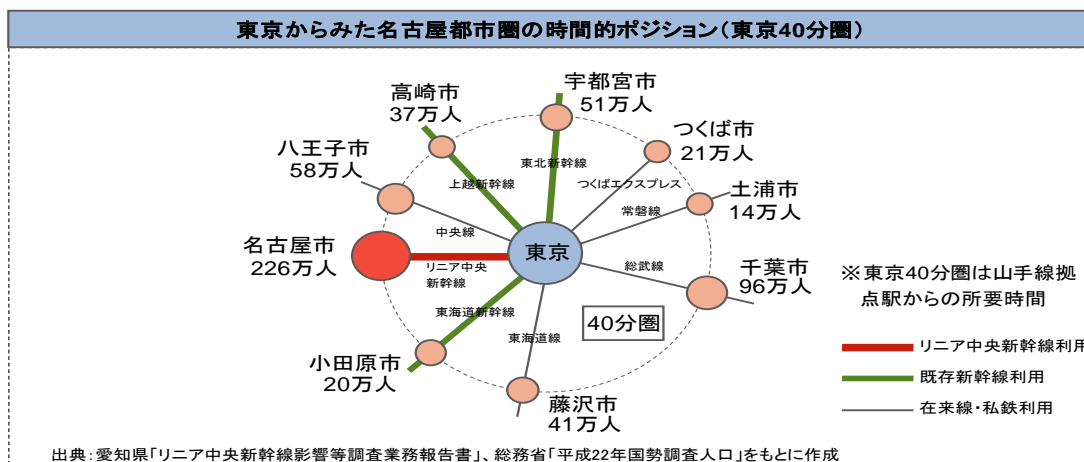 東京からみた名古屋都市圏の時間的ポジション(東京40分圏)
宇都宮市
51万人
高崎市
37万人
つくば市
21万人
八王子市
58万人
東北新幹線
つくばエクスプレス
上越新幹線
土浦市
14万人
常磐線
中央線
名古屋市
226万人
東京
リニア中央
新幹線
総武線
千葉市
96万人
※東京40分圏は山手線拠
点駅からの所要時間
東海道新幹線
40分圏
東海道線
小田原市
20万人
藤沢市
41万人
リニア中央新幹線利用
既存新幹線利用
在来線・私鉄利用
出典:愛知県「リニア中央新幹線影響等調査業務報告書」、総務省「平成22年国勢調査人口」をもとに作成